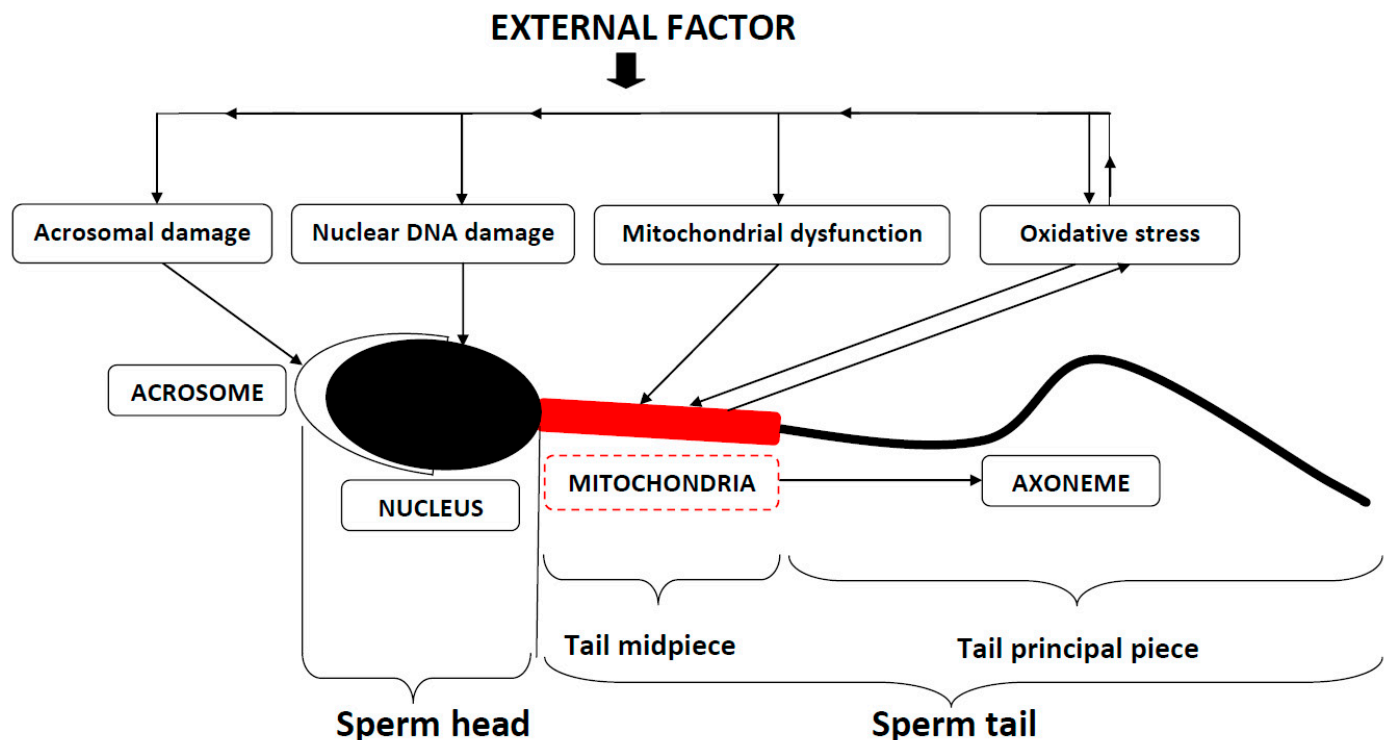 EXTERNAL FACTOR
Acrosomal damage
Nuclear DNA damage
Mitochondrial dysfunction
Oxidative stress
ACROSOME
NUCLEUS
MITOCHONDRIA
AXONEME
Tail midpiece
Tail principal piece
Sperm head
Sperm tail